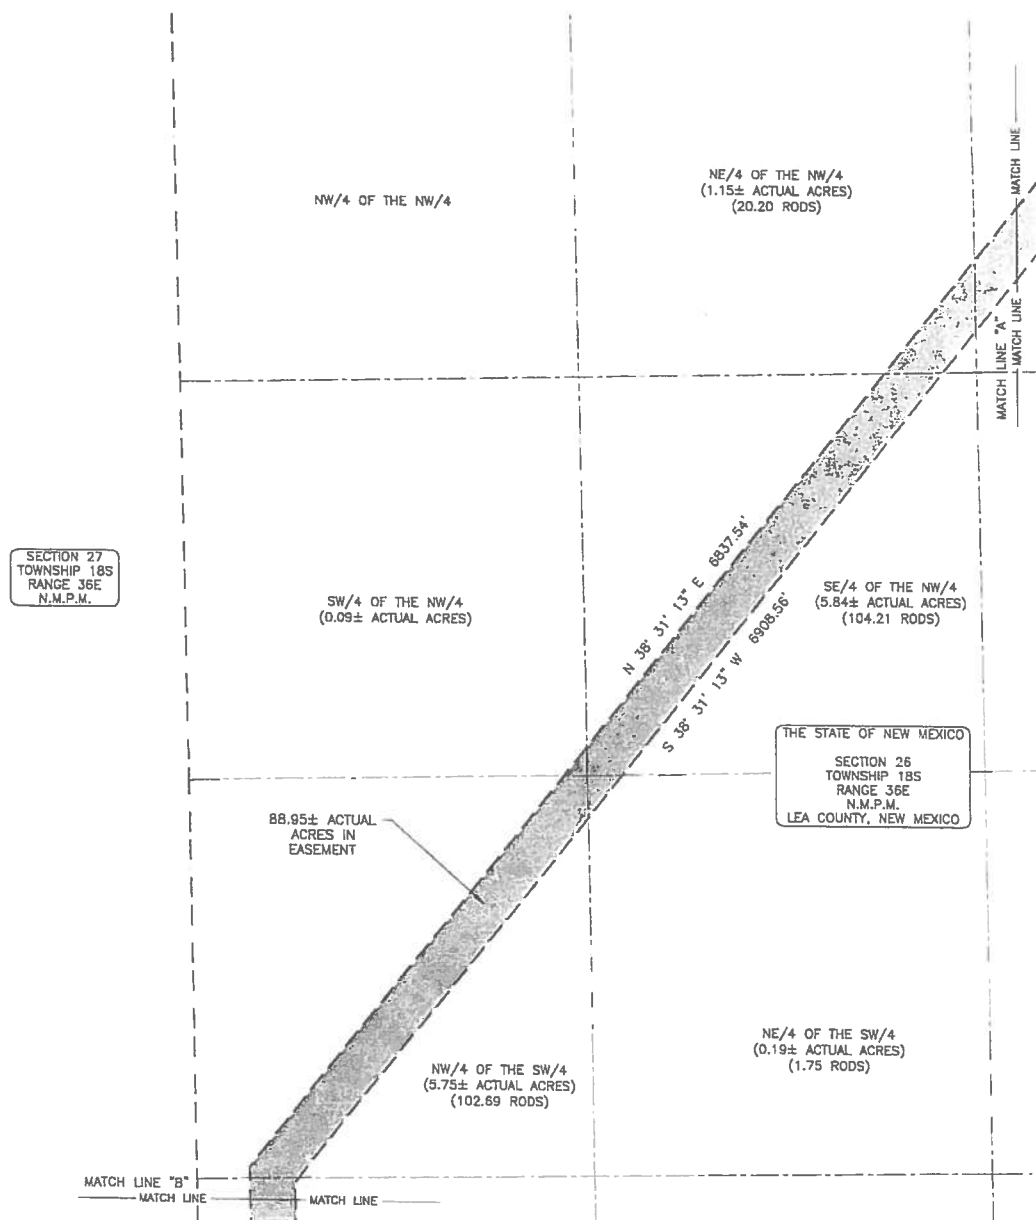 NW/4 OF THE NW/4
NE/4 OF THE NW/4
(1.15± ACTUAL ACRES)
(20.20 RODS)
MATCH LINE
MATCH LINE "A"
MATCH LINE
SECTION 27
TOWNSHIP 18S
RANGE 36E
N.M.P.M.
SW/4 OF THE NW/4
(0.09± ACTUAL ACRES)
N 38° 31' 13" E 6837.54'
S 38° 31' 13" W 6908.56'
SE/4 OF THE NW/4
(5.84± ACTUAL ACRES)
(104.21 RODS)
THE STATE OF NEW MEXICO
SECTION 26
TOWNSHIP 18S
RANGE 36E
N.M.P.M.
LEA COUNTY, NEW MEXICO
88.95± ACTUAL
ACRES IN
EASEMENT
NW/4 OF THE SW/4
(5.75± ACTUAL ACRES)
(102.69 RODS)
NE/4 OF THE SW/4
(0.19± ACTUAL ACRES)
(1.75 RODS)
MATCH LINE "B"
MATCH LINE
MATCH LINE